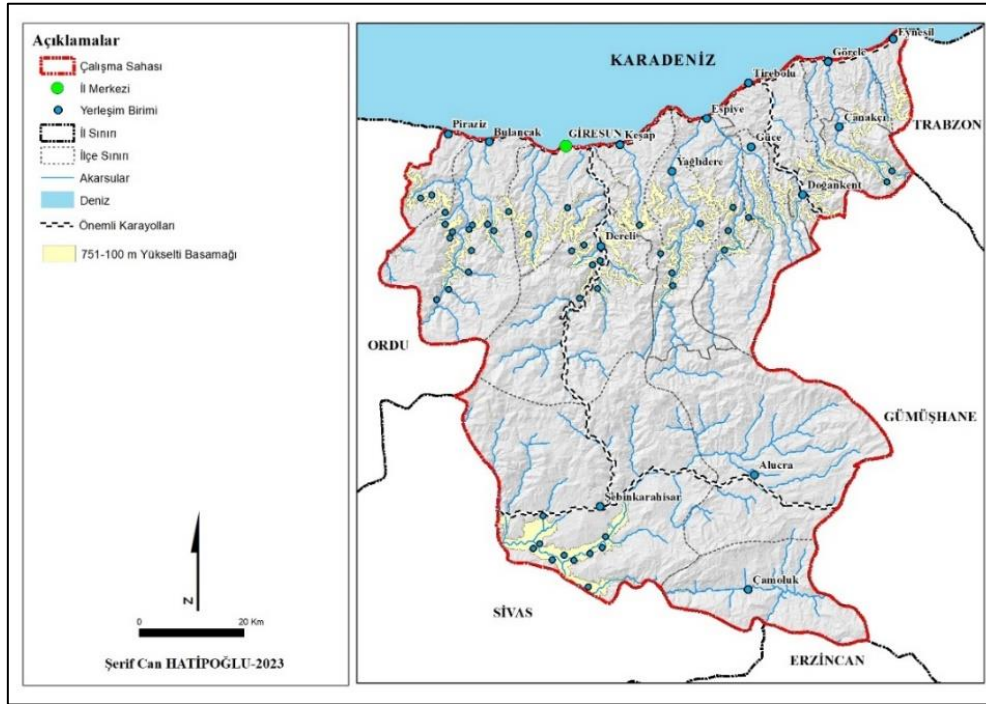 Açıklamalar
Çalışma Sahası
İl Merkezi
Yerleşim Birimi
İl Sınırı
İlçe Sınırı
Akarsular
Deniz
Önemli Karayolları
751-100 m Yükselti Basamağı
N
0 20 Km
Şerif Can HATİPOĞLU-2023
KARADENİZ
Eynesil
Görele
Tirebolu
Espiye
Çanakçı
TRABZON
Piraziz
Bulancak
GİRESUN
Keşap
Güce
Yağlıdere
Doğankent
Dereli
ORDU
GÜMÜŞHANE
Alucra
Şebinkarahisar
Çamoluk
SİVAS
ERZİNCAN